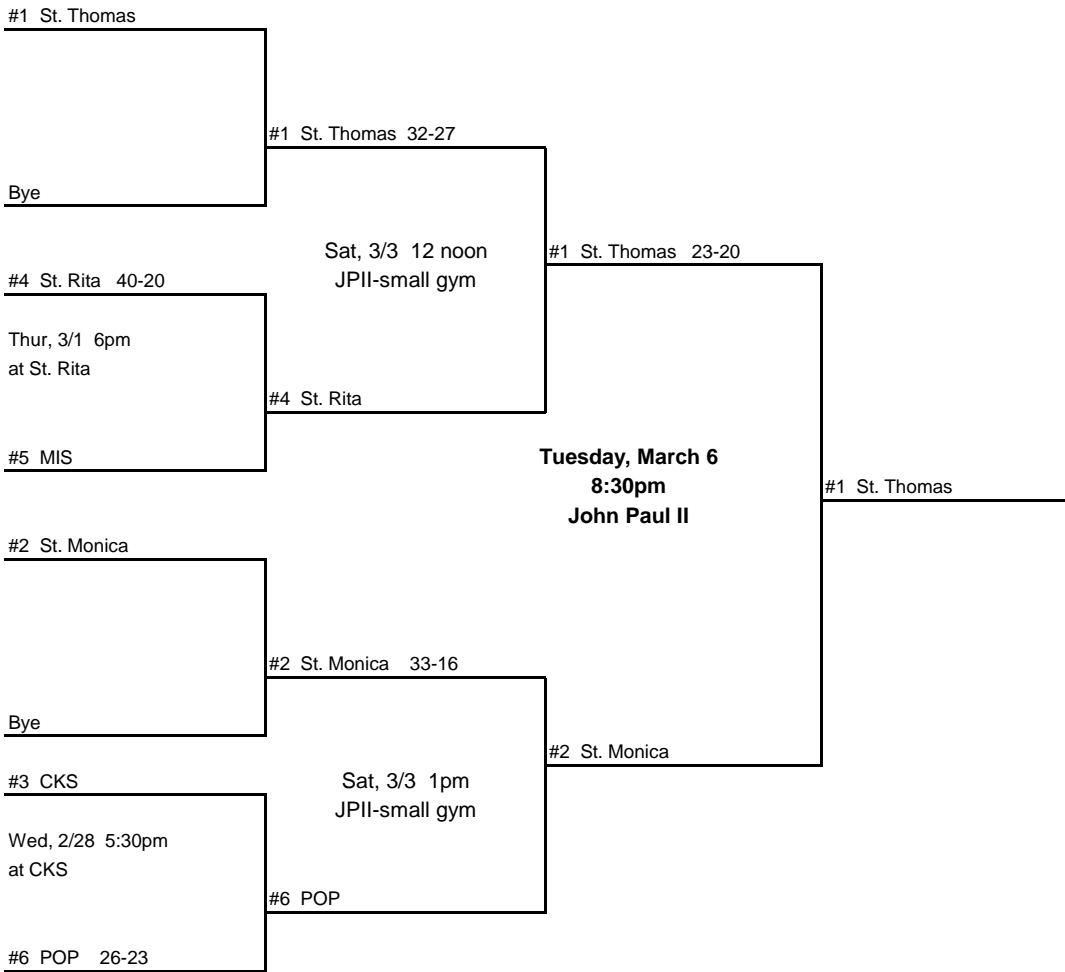 #1 St. Thomas
#1 St. Thomas 32-27
Bye
Sat, 3/3 12 noon
JPII-small gym
#1 St. Thomas 23-20
#4 St. Rita 40-20
Thur, 3/1 6pm
at St. Rita
#4 St. Rita
#5 MIS
Tuesday, March 6
8:30pm
John Paul II
#1 St. Thomas
#2 St. Monica
#2 St. Monica 33-16
Bye
#2 St. Monica
#3 CKS
Sat, 3/3 1pm
JPII-small gym
Wed, 2/28 5:30pm
at CKS
#6 POP
#6 POP 26-23